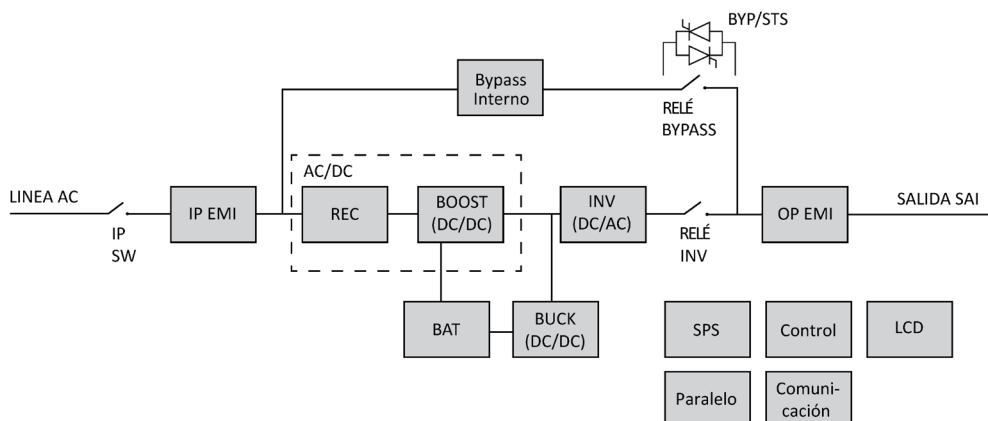 BYP/STS
Bypass
Interno
RELÉ
BYPASS
AC/DC
LINEA AC
IP EMI
REC
BOOST
(DC/DC)
INV
(DC/AC)
OP EMI
SALIDA SAI
IP
SW
RELÉ
INV
BAT
BUCK
(DC/DC)
SPS
Control
LCD
Paralelo
Comuni-
cación